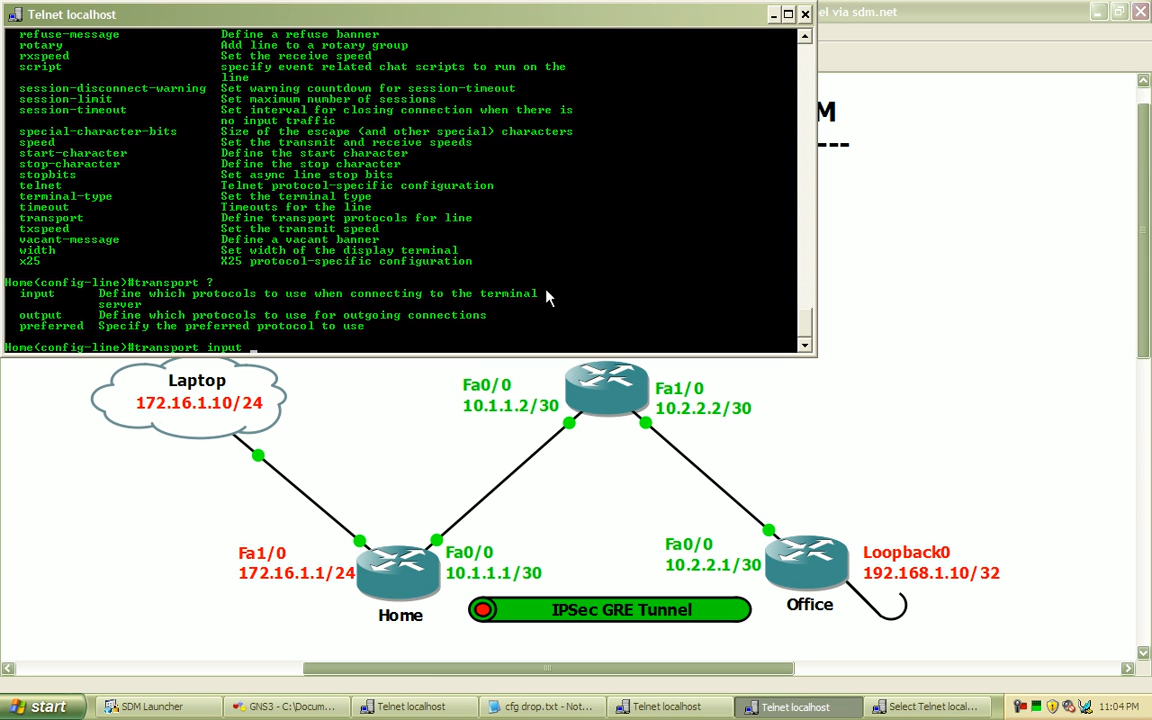 Telnet localhost
el via sdm.net
refuse-message Define a refuse banner
rotary Add line to a rotary group
rxspeed Set the receive speed
script specify event related chat scripts to run on the
line
session-disconnect-warning Set warning countdown for session-timeout
session-limit Set maximum number of sessions
session-timeout Set interval for closing connection when there is
no input traffic
special-character-bits Size of the escape (and other special) characters
speed Set the transmit and receive speeds
start-character Define the start character
stop-character Define the stop character
stopbits Set async line stop bits
telnet Telnet protocol-specific configuration
terminal-type Set the terminal type
timeout Timeouts for the line
transport Define transport protocols for line
txspeed Set the transmit speed
vacant-message Define a vacant banner
width Set width of the display terminal
x25 X25 protocol-specific configuration
Home(config-line)#transport ?
input Define which protocols to use when connecting to the terminal
server
output Define which protocols to use for outgoing connections
preferred Specify the preferred protocol to use
Home(config-line)#transport input _
M
---
Laptop
172.16.1.10/24
Fa0/0
10.1.1.2/30
Fa1/0
10.2.2.2/30
Fa1/0
172.16.1.1/24
Fa0/0
10.1.1.1/30
Home
Fa0/0
10.2.2.1/30
Loopback0
192.168.1.10/32
Office
IPSec GRE Tunnel
start
SDM Launcher
GNS3 - C:\Docum...
Telnet localhost
cfg drop.txt - Not...
Telnet localhost
Telnet localhost
Select Telnet local...
11:04 PM